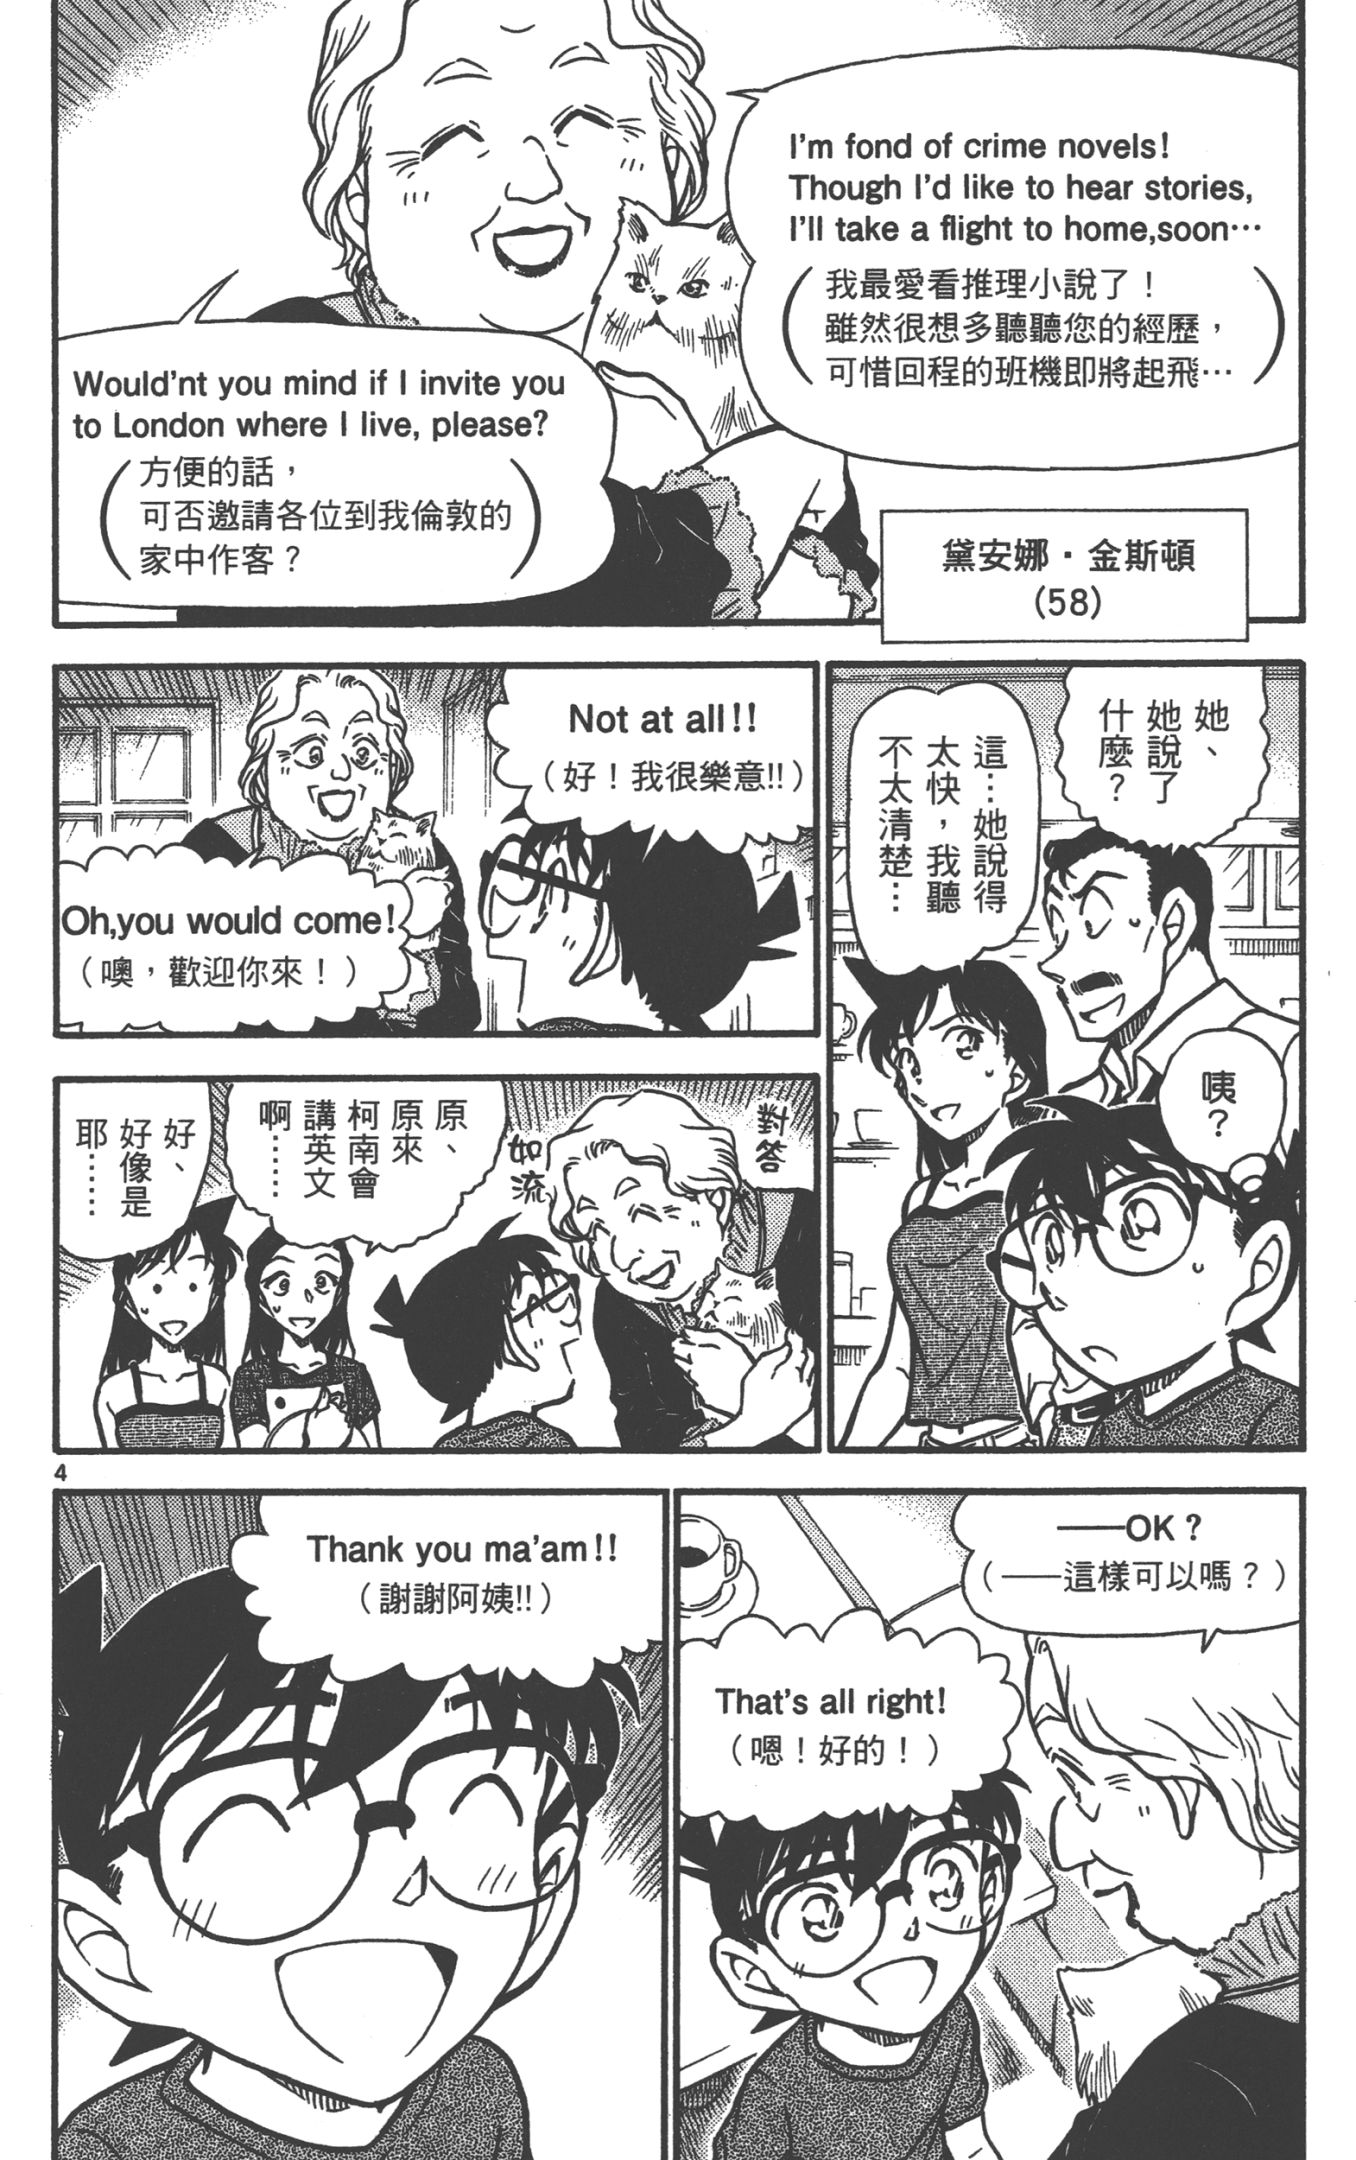 I'm fond of crime novels!
Though I'd like to hear stories,
I'll take a flight to home,soon…
（我最愛看推理小說了！
雖然很想多聽聽您的經歷，
可惜回程的班機即將起飛…）
Would'nt you mind if I invite you
to London where I live, please?
（方便的話，
可否邀請各位到我倫敦的
家中作客？）
黛安娜·金斯頓
(58)
她、
她說了
什麼？
這…她說得
太快，我聽
不太清楚…
咦？
Not at all!!
（好！我很樂意!!）
Oh,you would come!
（噢，歡迎你來！）
對答
如流
原、
原來
柯南會
講英文
啊……
好、
好像是
耶……
4
——OK？
（——這樣可以嗎？）
That's all right!
（嗯！好的！）
Thank you ma'am!!
（謝謝阿姨!!）